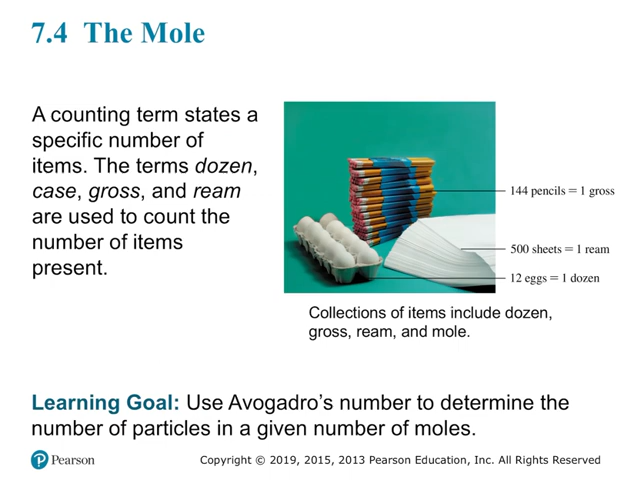 7.4 The Mole
A counting term states a
specific number of
items. The terms dozen,
case, gross, and ream
are used to count the
number of items
present.
144 pencils = 1 gross
500 sheets = 1 ream
12 eggs = 1 dozen
Collections of items include dozen,
gross, ream, and mole.
Learning Goal: Use Avogadro’s number to determine the
number of particles in a given number of moles.
Pearson
Copyright © 2019, 2015, 2013 Pearson Education, Inc. All Rights Reserved